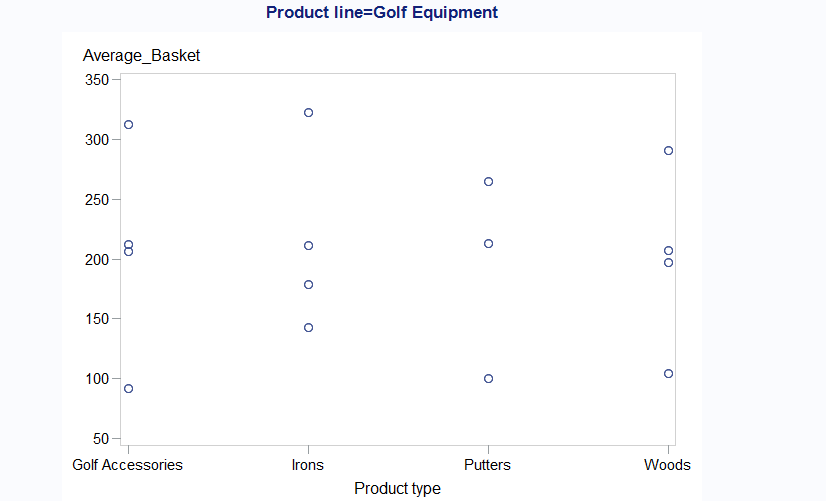 Product line=Golf Equipment
Average_Basket
350
300
250
200
150
100
50
Golf Accessories Irons Putters Woods
Product type